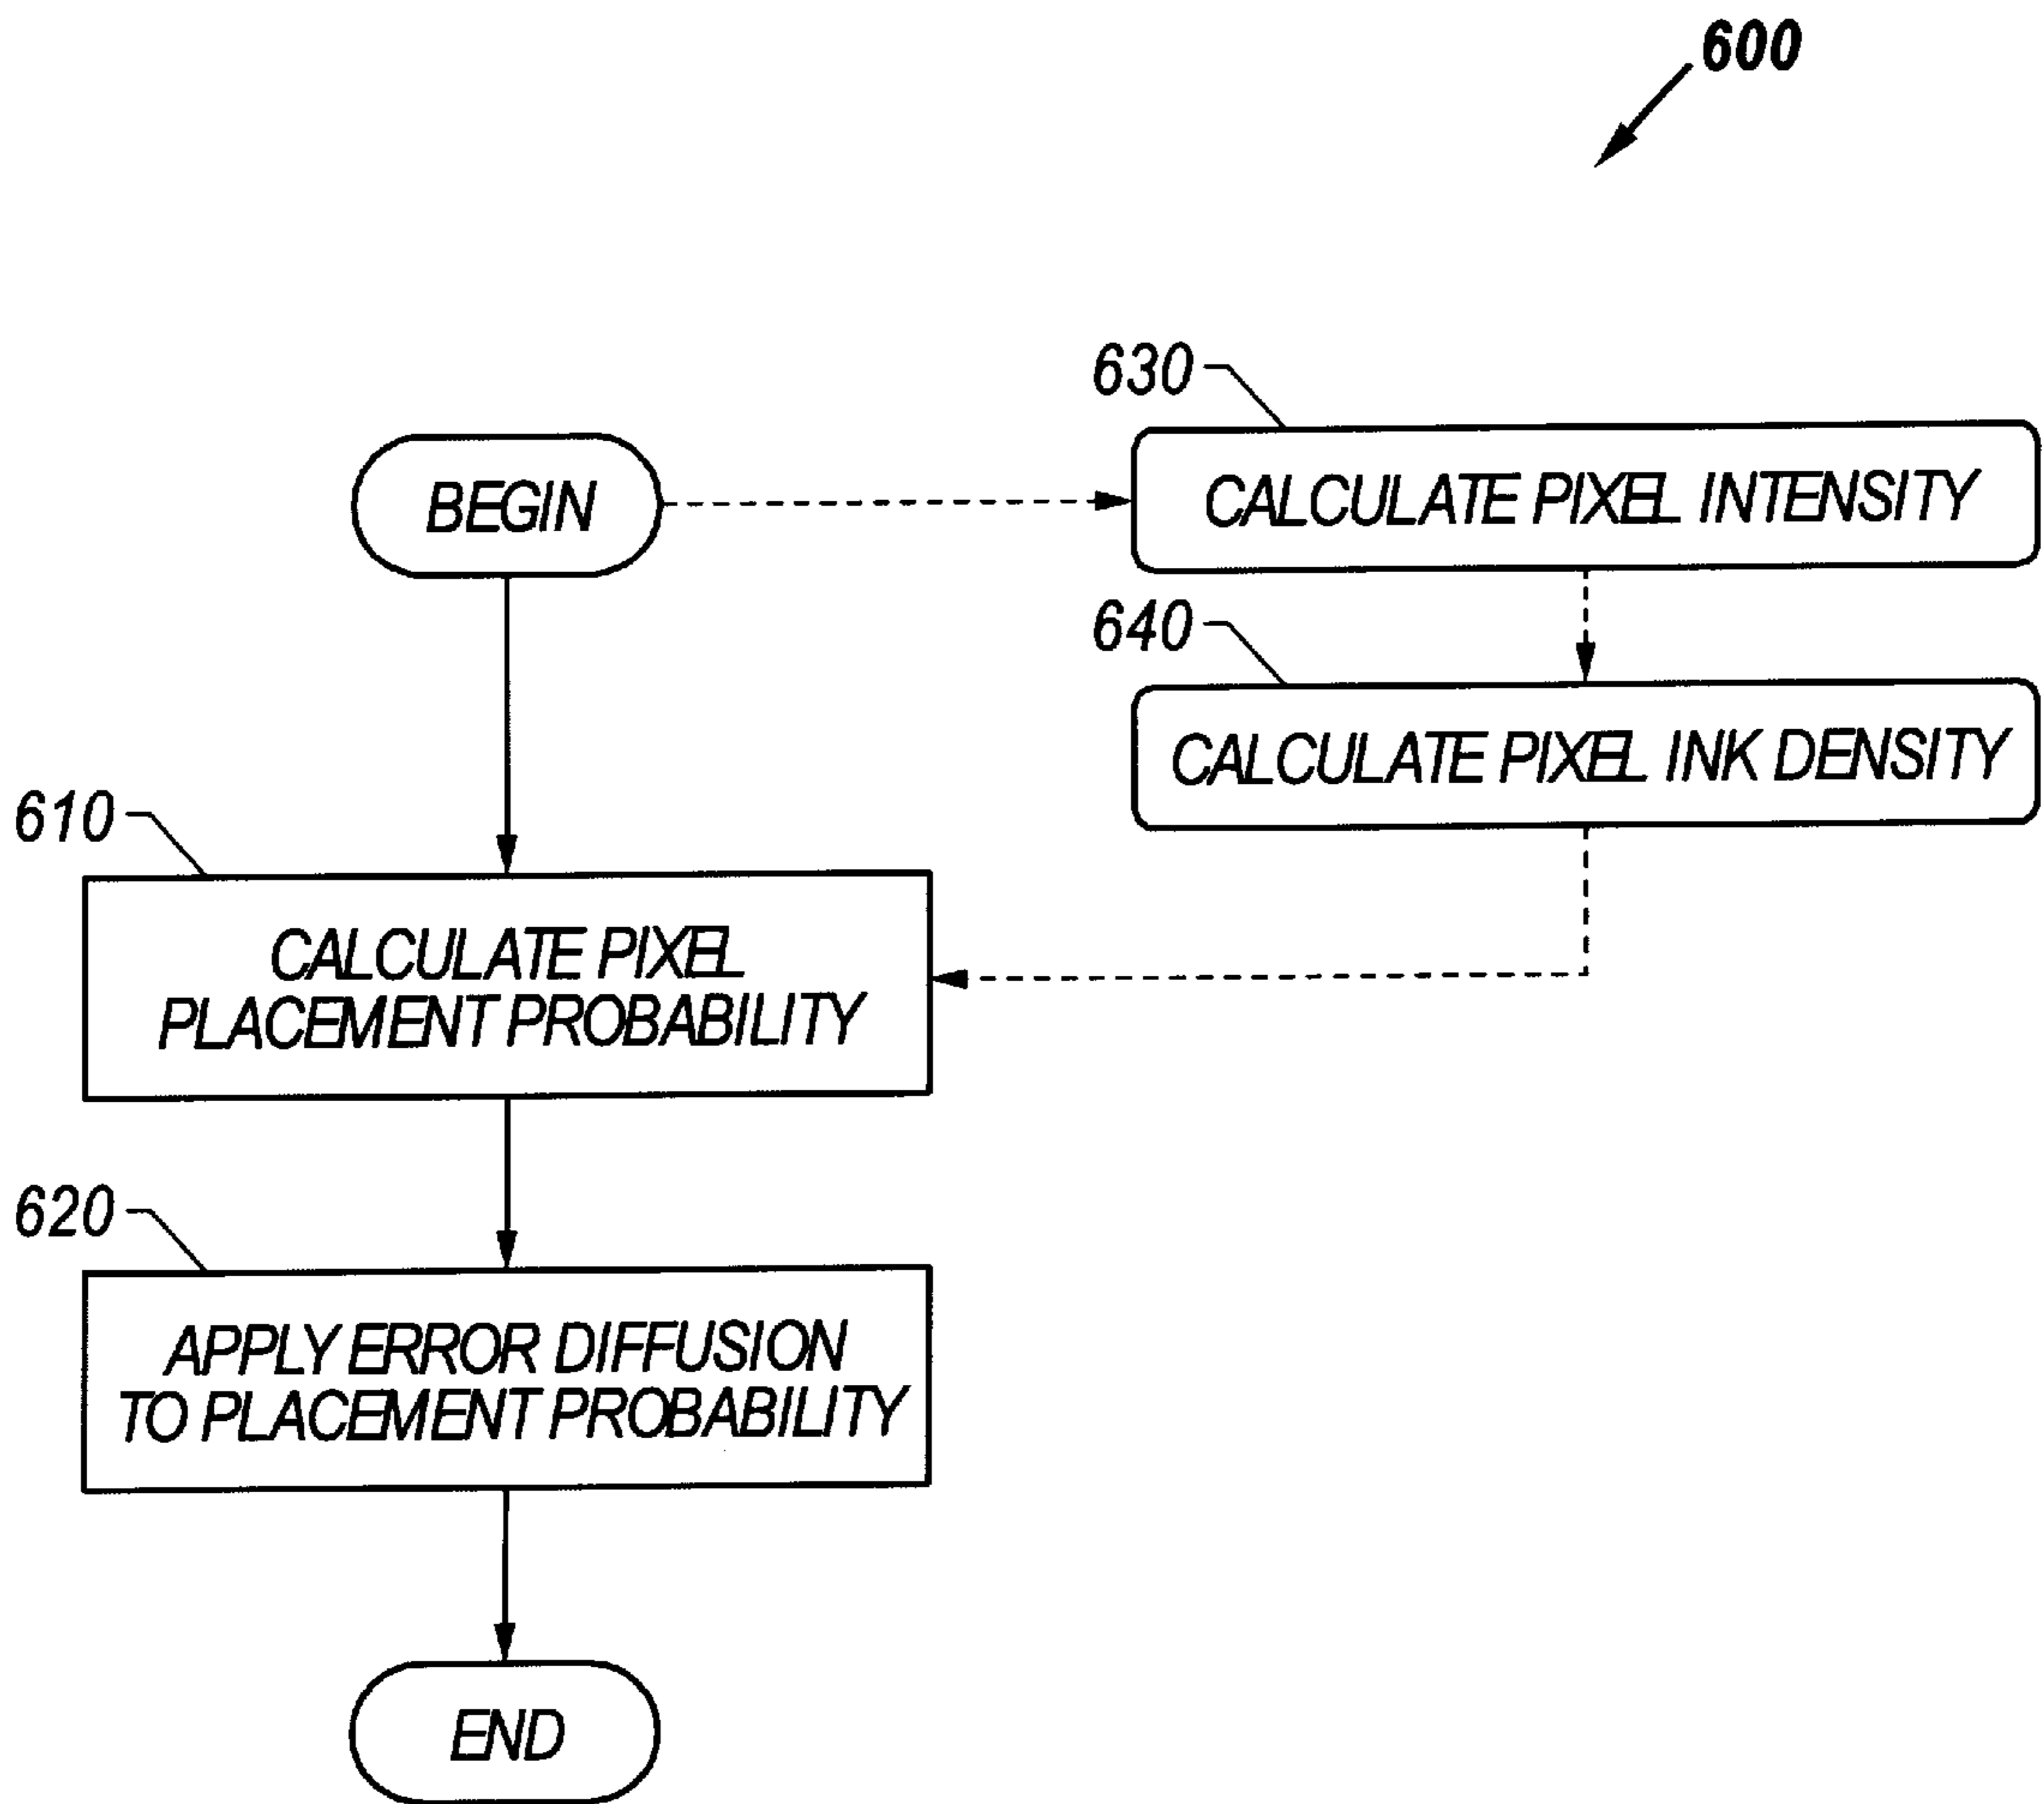 600
630
BEGIN
CALCULATE PIXEL INTENSITY
640
CALCULATE PIXEL INK DENSITY
610
CALCULATE PIXEL
PLACEMENT PROBABILITY
620
APPLY ERROR DIFFUSION
TO PLACEMENT PROBABILITY
END